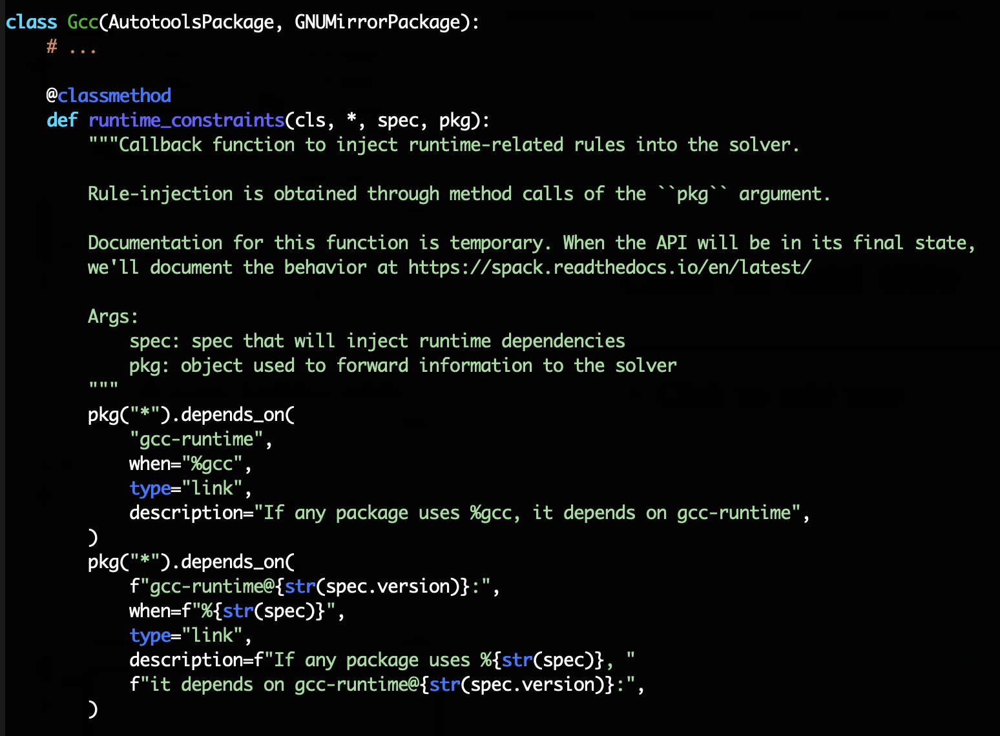 class Gcc(AutotoolsPackage, GNUMirrorPackage):
    # ...

    @classmethod
    def runtime_constraints(cls, *, spec, pkg):
        """Callback function to inject runtime-related rules into the solver.

        Rule-injection is obtained through method calls of the ``pkg`` argument.

        Documentation for this function is temporary. When the API will be in its final state,
        we'll document the behavior at https://spack.readthedocs.io/en/latest/

        Args:
            spec: spec that will inject runtime dependencies
            pkg: object used to forward information to the solver
        """
        pkg("*").depends_on(
            "gcc-runtime",
            when="%gcc",
            type="link",
            description="If any package uses %gcc, it depends on gcc-runtime",
        )
        pkg("*").depends_on(
            f"gcc-runtime@{str(spec.version)}:",
            when=f"%{str(spec)}",
            type="link",
            description=f"If any package uses %{str(spec)}, "
            f"it depends on gcc-runtime@{str(spec.version)}:",
        )